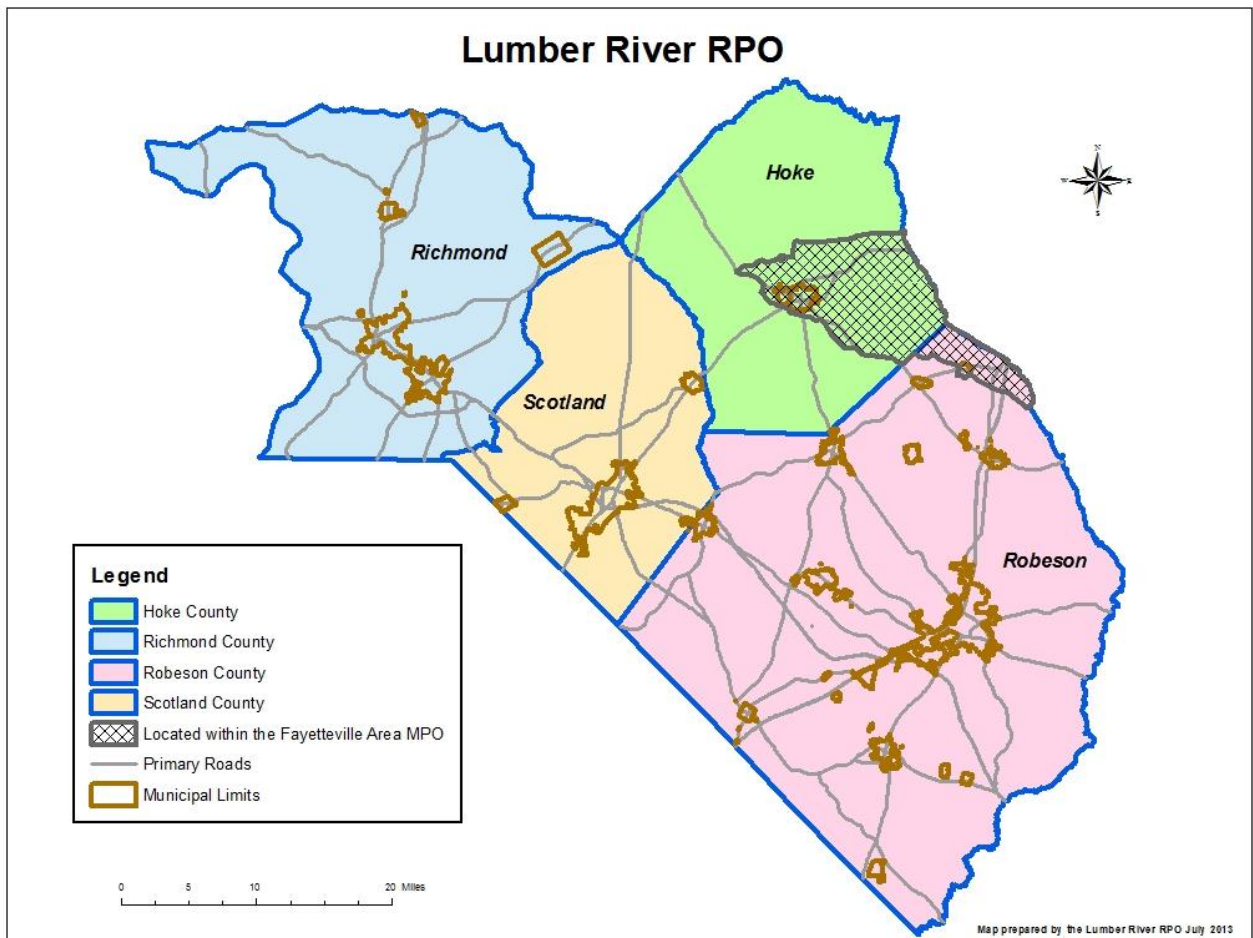 Lumber River RPO
Hoke
N
W E
S
Richmond
Scotland
Robeson
Legend
Hoke County
Richmond County
Robeson County
Scotland County
Located within the Fayetteville Area MPO
Primary Roads
Municipal Limits
0 5 10 20 Miles
Map prepared by the Lumber River RPO July 2013